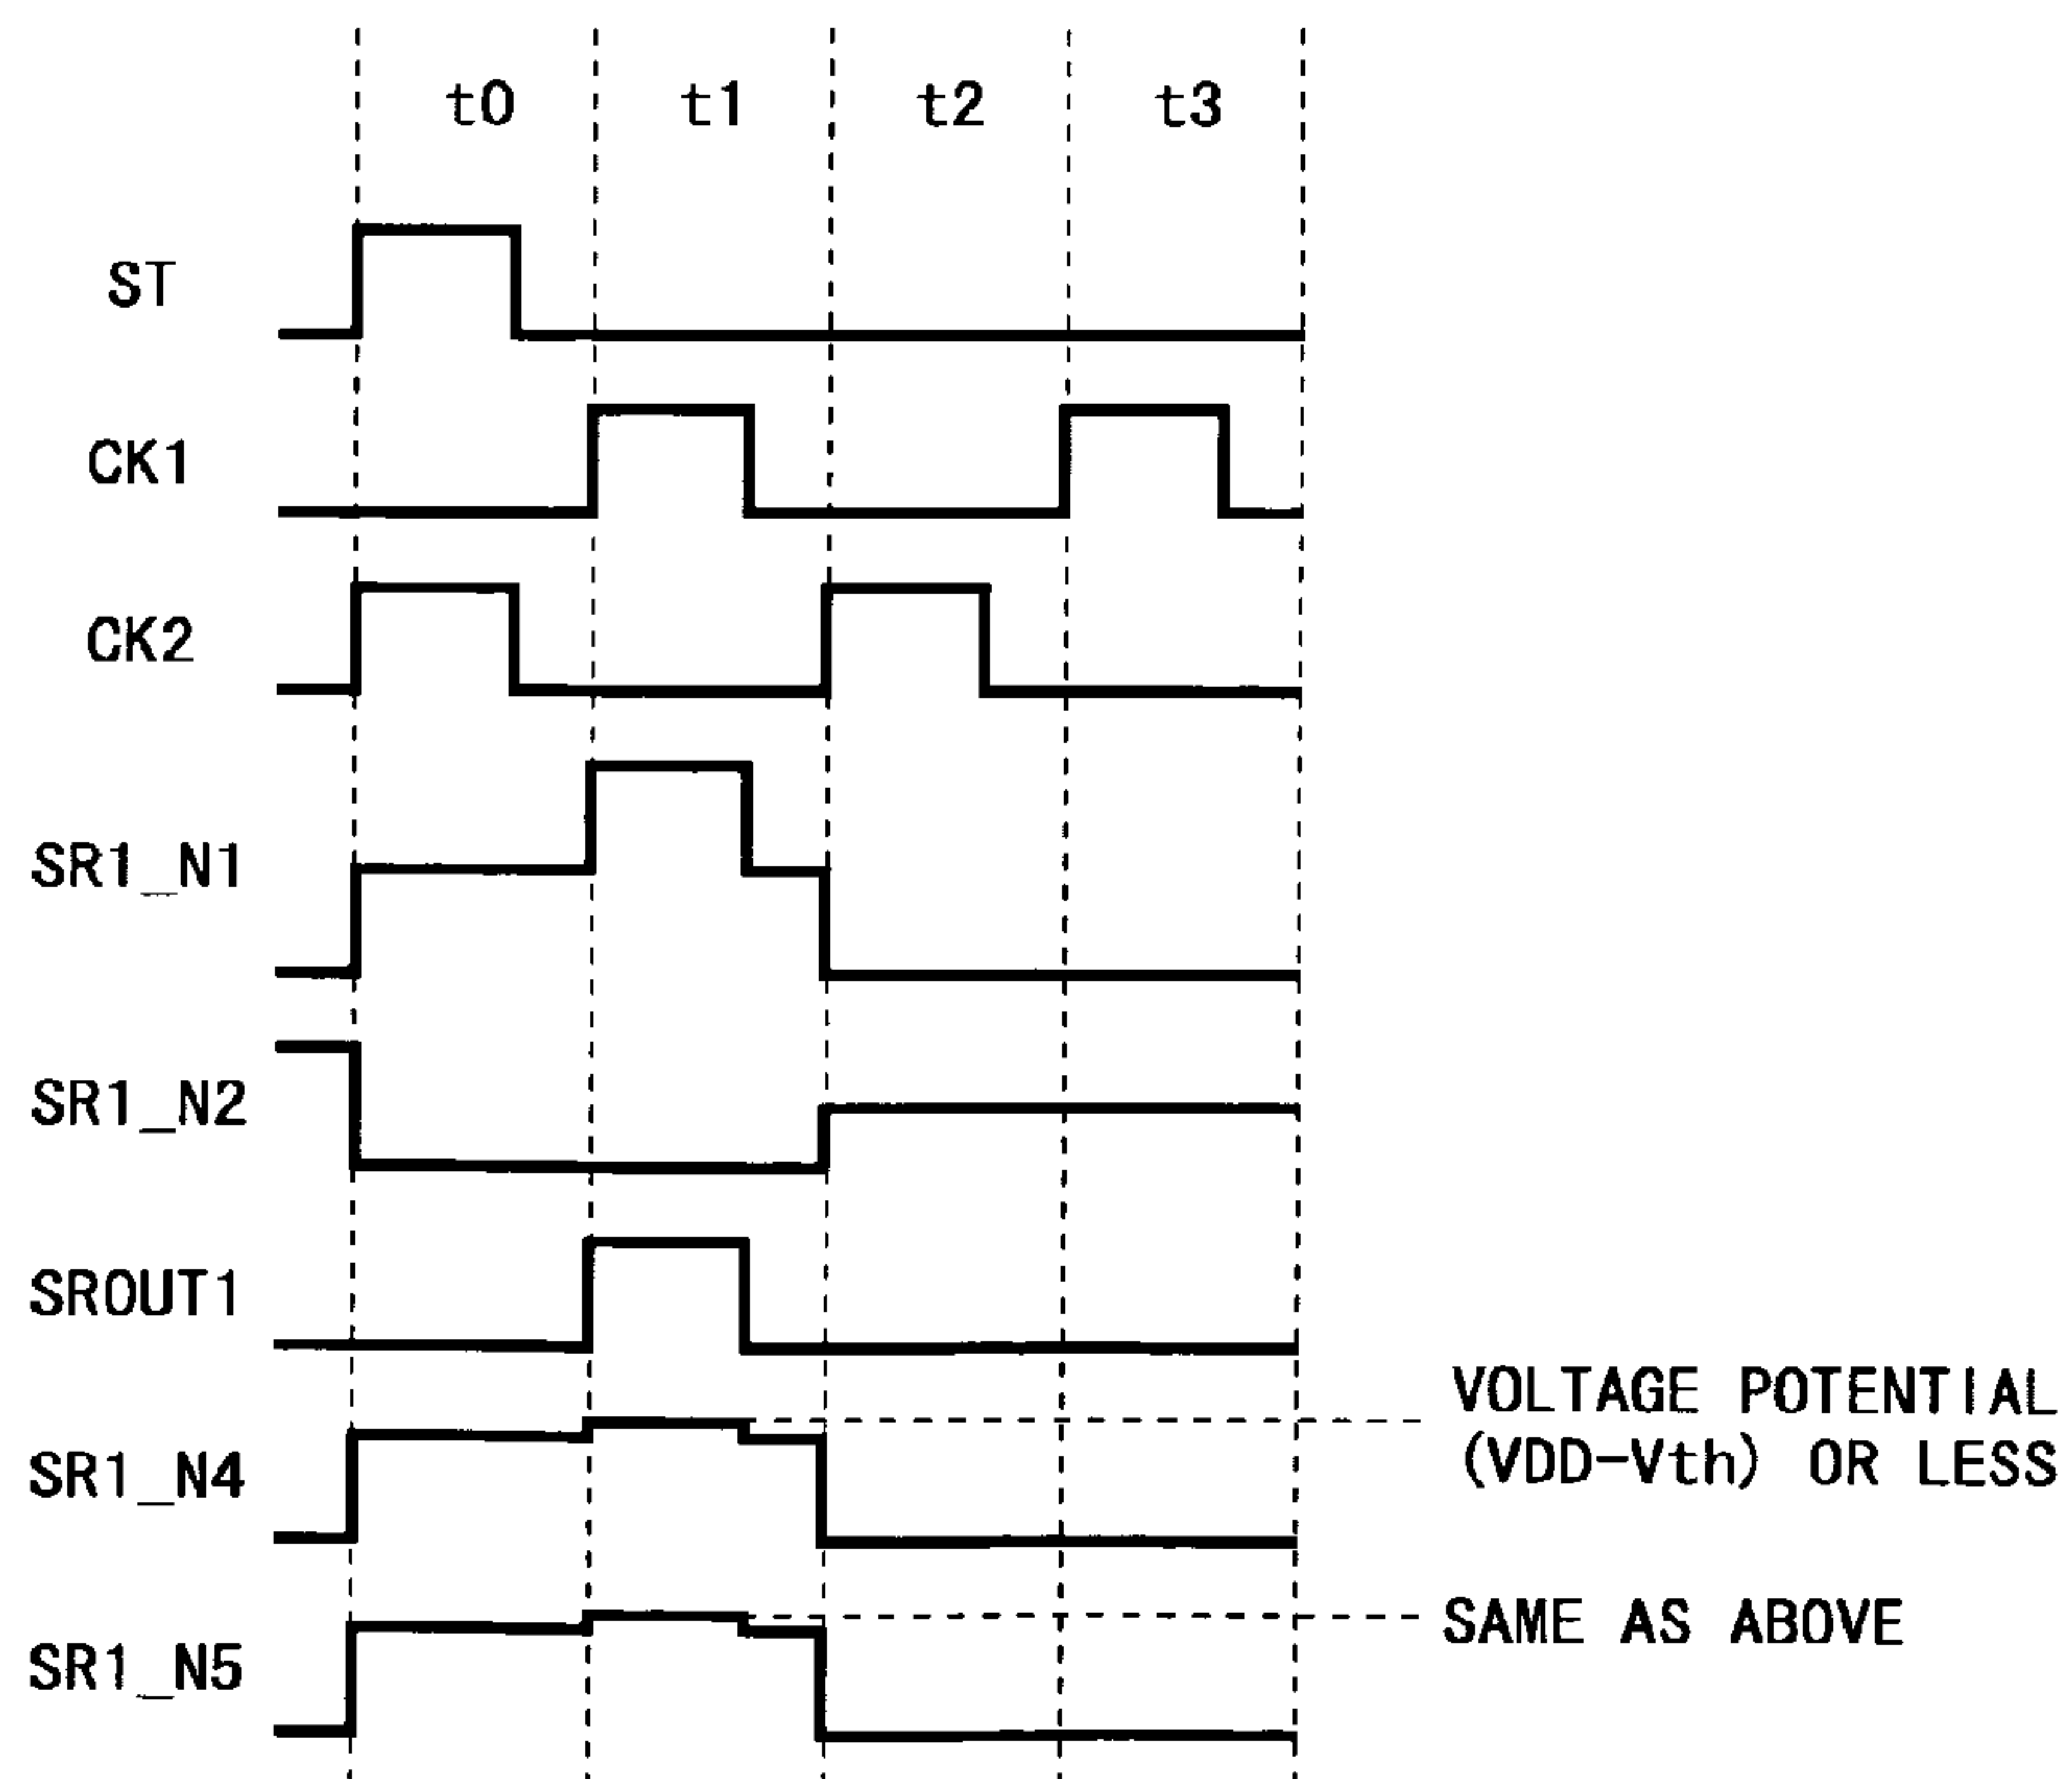 t0 t1 t2 t3
ST
CK1
CK2
SR1_N1
SR1_N2
SROUT1
VOLTAGE POTENTIAL
(VDD-Vth) OR LESS
SR1_N4
SAME AS ABOVE
SR1_N5